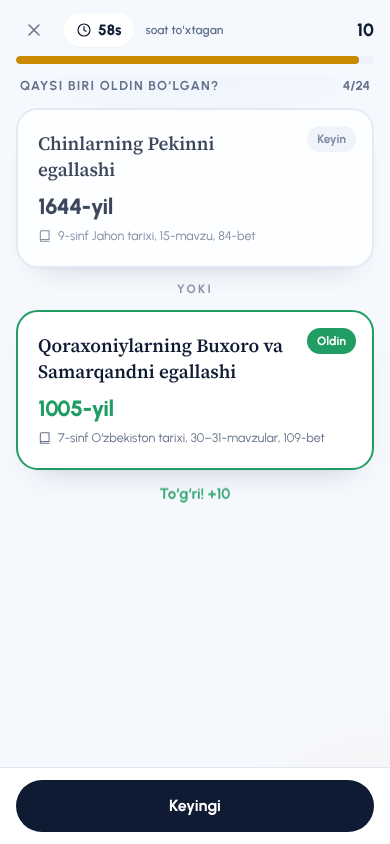 58s
soat to‘xtagan
10
QAYSI BIRI OLDIN BO‘LGAN?
4/24
Chinlarning Pekinni
egallashi
Keyin
1644-yil
9-sinf Jahon tarixi, 15-mavzu, 84-bet
YOKI
Qoraxoniylarning Buxoro va
Samarqandni egallashi
Oldin
1005-yil
7-sinf O‘zbekiston tarixi, 30–31-mavzular, 109-bet
To‘g‘ri! +10
Keyingi